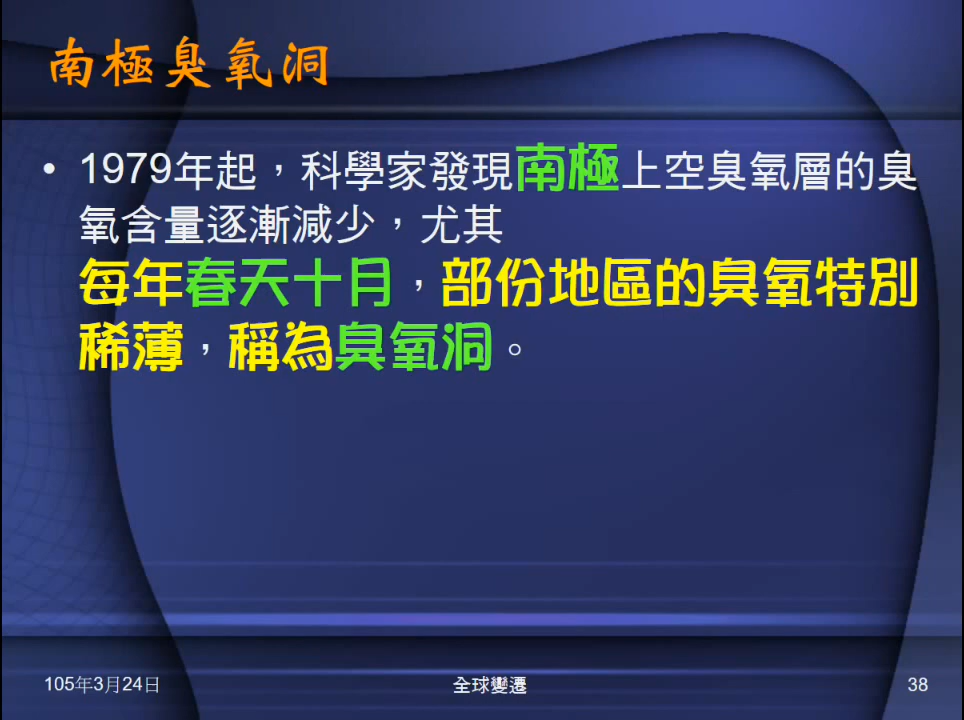 南極臭氧洞
• 1979年起，科學家發現南極上空臭氧層的臭
氧含量逐漸減少，尤其
每年春天十月，部份地區的臭氧特別
稀薄，稱為臭氧洞。
105年3月24日
全球變遷
38